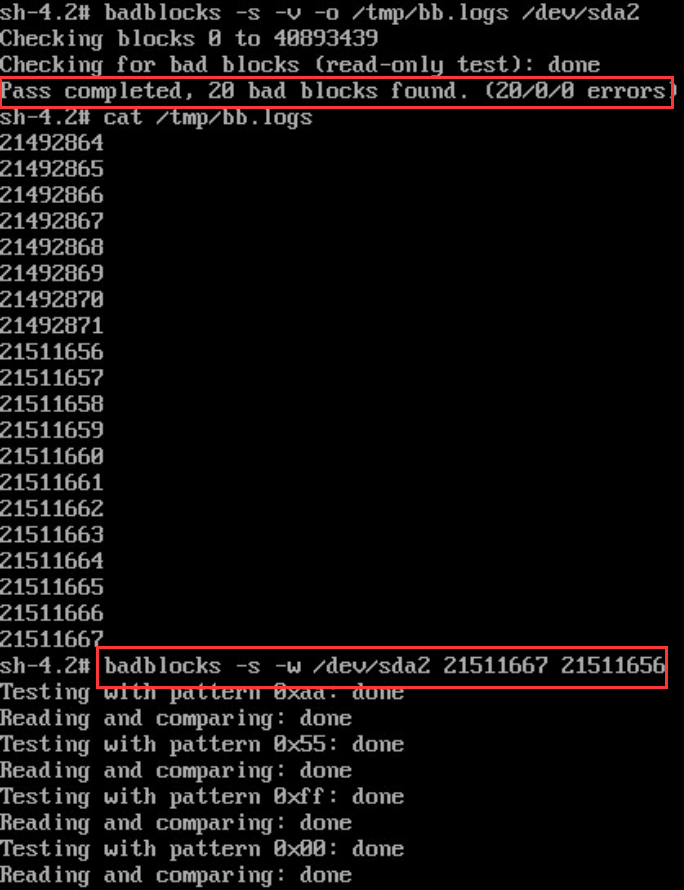 sh-4.2# badblocks -s -v -o /tmp/bb.logs /dev/sda2
Checking blocks 0 to 40893439
Checking for bad blocks (read-only test): done
Pass completed, 20 bad blocks found. (20/0/0 errors)
sh-4.2# cat /tmp/bb.logs
21492864
21492865
21492866
21492867
21492868
21492869
21492870
21492871
21511656
21511657
21511658
21511659
21511660
21511661
21511662
21511663
21511664
21511665
21511666
21511667
sh-4.2# badblocks -s -w /dev/sda2 21511667 21511656
Testing with pattern 0xaa: done
Reading and comparing: done
Testing with pattern 0x55: done
Reading and comparing: done
Testing with pattern 0xff: done
Reading and comparing: done
Testing with pattern 0x00: done
Reading and comparing: done